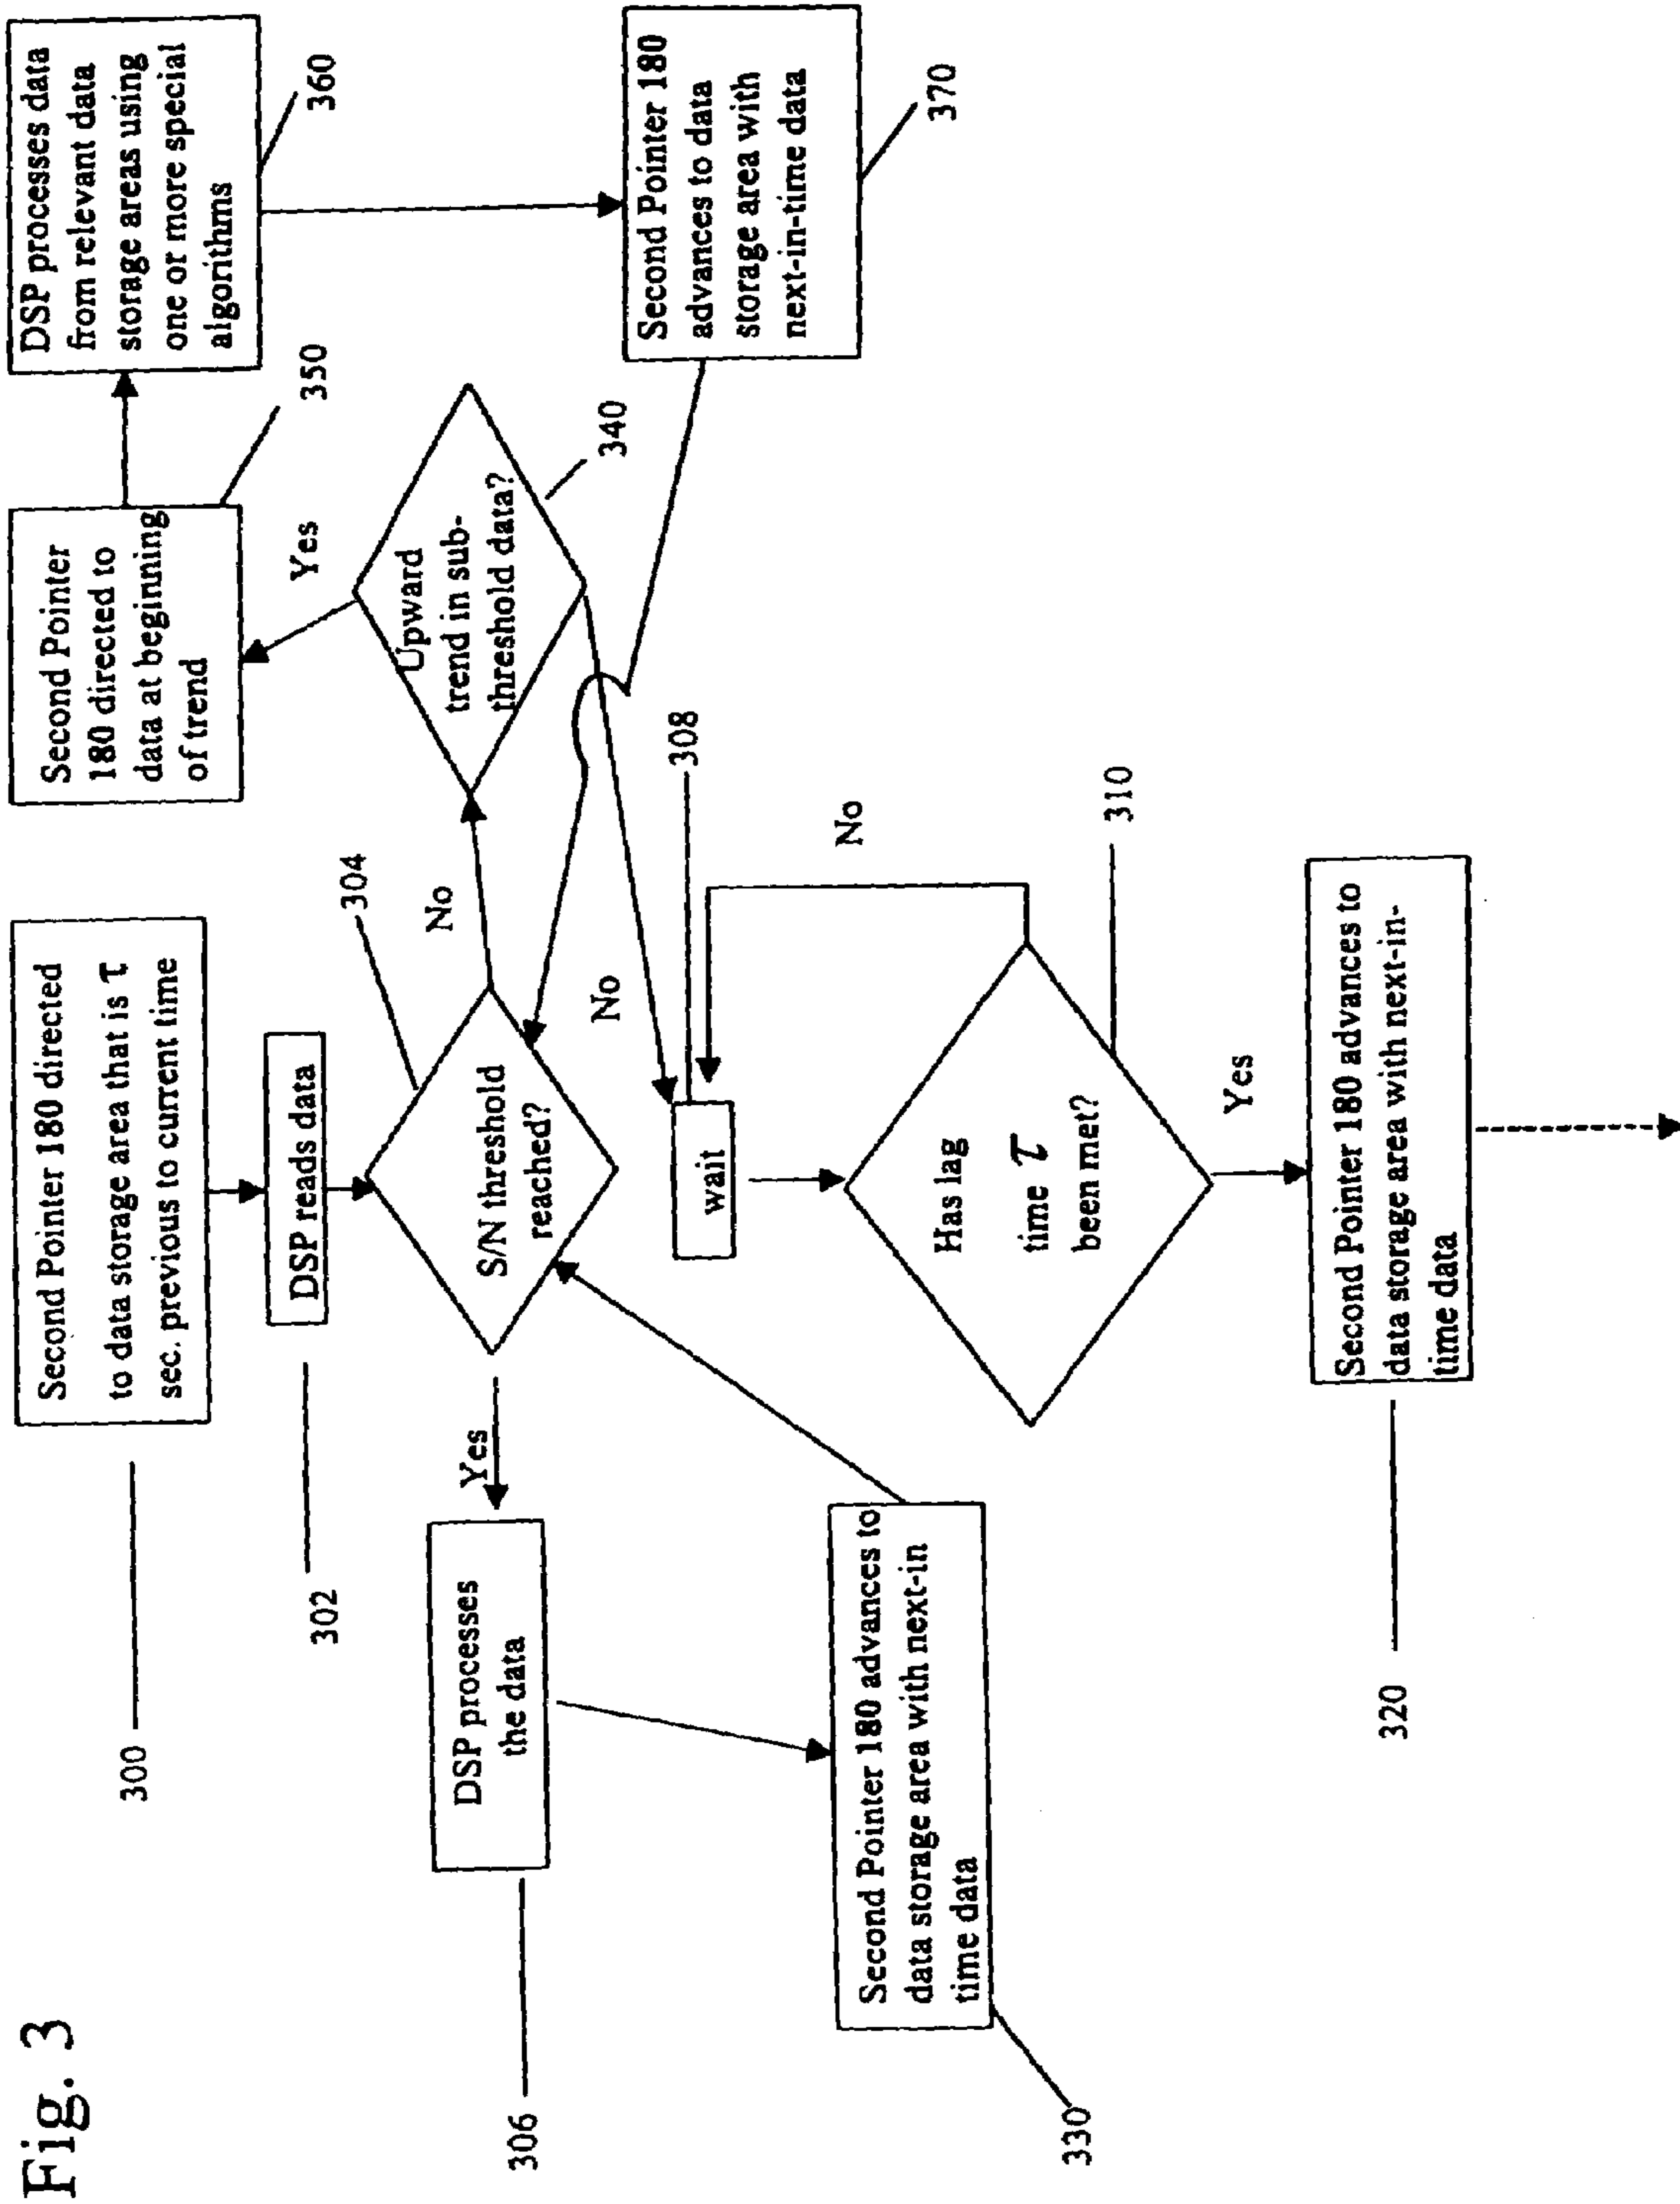 Fig. 3
300
Second Pointer 180 directed
to data storage area that is τ
sec. previous to current time
302
DSP reads data
304
S/N threshold
reached?
Yes
No
306
DSP processes
the data
330
Second Pointer 180 advances to
data storage area with next-in
time data
Upward
trend in sub-
threshold data?
340
Yes
No
Second Pointer
180 directed to
data at beginning
of trend
350
DSP processes data
from relevant data
storage areas using
one or more special
algorithms
360
Second Pointer 180
advances to data
storage area with
next-in-time data
370
wait
308
Has lag
time τ
been met?
310
No
Yes
320
Second Pointer 180 advances to
data storage area with next-in-
time data